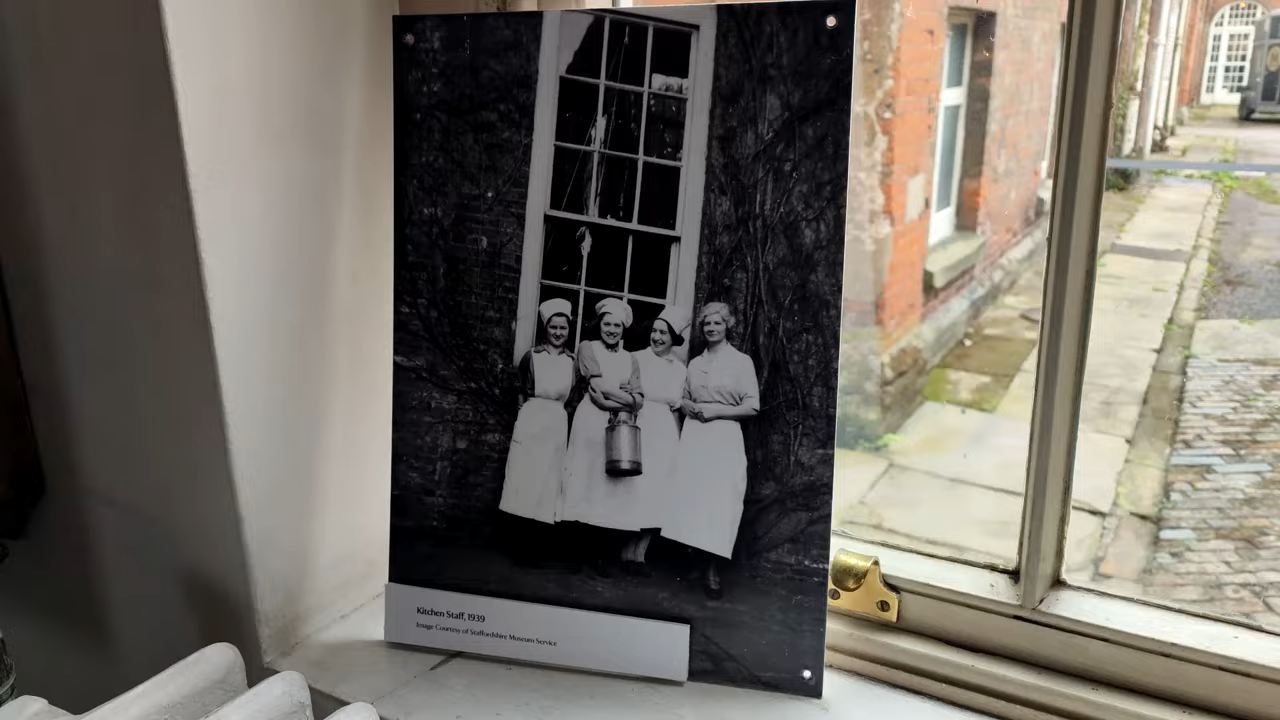 Kitchen Staff, 1939
Image Courtesy of Staffordshire Museum Service